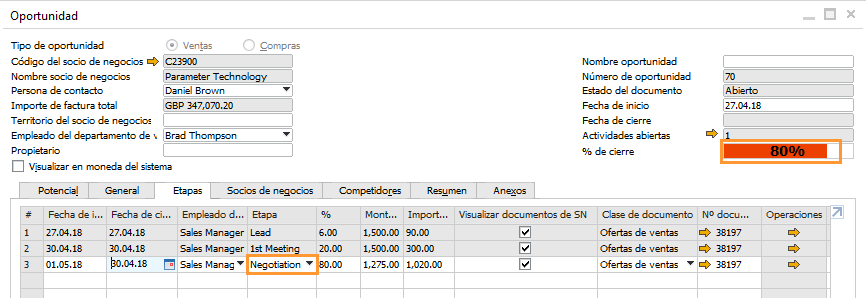 Oportunidad
Tipo de oportunidad Ventas Compras
Código del socio de negocios C23900 Nombre oportunidad
Nombre socio de negocios Parameter Technology Número de oportunidad 70
Persona de contacto Daniel Brown Estado del documento Abierto
Importe de factura total GBP 347,070.20 Fecha de inicio 27.04.18
Territorio del socio de negocios Fecha de cierre
Empleado del departamento de v Brad Thompson Actividades abiertas 1
Propietario % de cierre 80%
Visualizar en moneda del sistema
Potencial General Etapas Socios de negocios Competidores Resumen Anexos
# Fecha de i... Fecha de ci... Empleado d... Etapa % Mont... Import... Visualizar documentos de SN Clase de documento Nº docu... Operaciones
1 27.04.18 27.04.18 Sales Manager Lead 6.00 1,500.00 90.00 Ofertas de ventas 38197
2 30.04.18 30.04.18 Sales Manager 1st Meeting 20.00 1,500.00 300.00 Ofertas de ventas 38197
3 01.05.18 30.04.18 Sales Manag Negotiation 80.00 1,275.00 1,020.00 Ofertas de ventas 38197